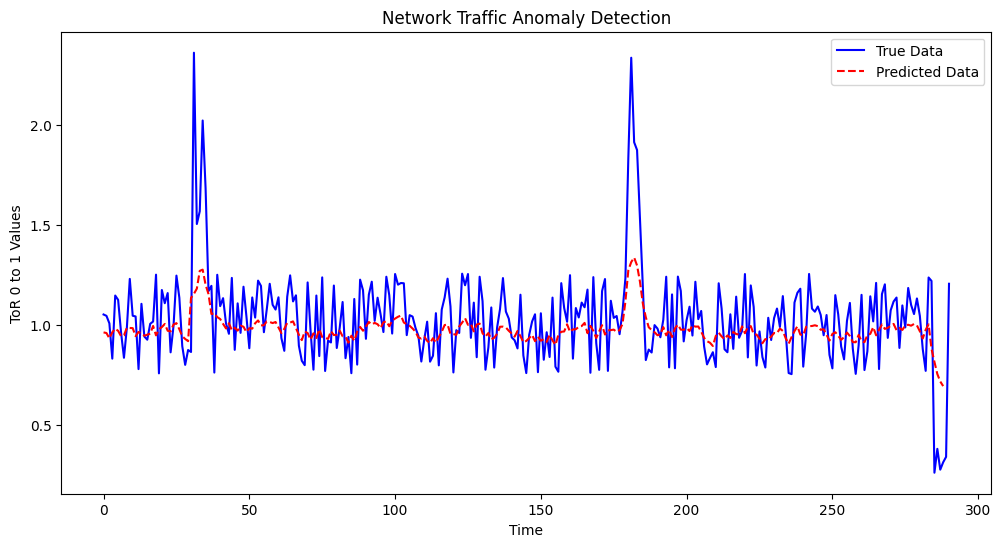 Network Traffic Anomaly Detection
True Data
Predicted Data
ToR 0 to 1 Values
2.0
1.5
1.0
0.5
0
50
100
150
200
250
300
Time